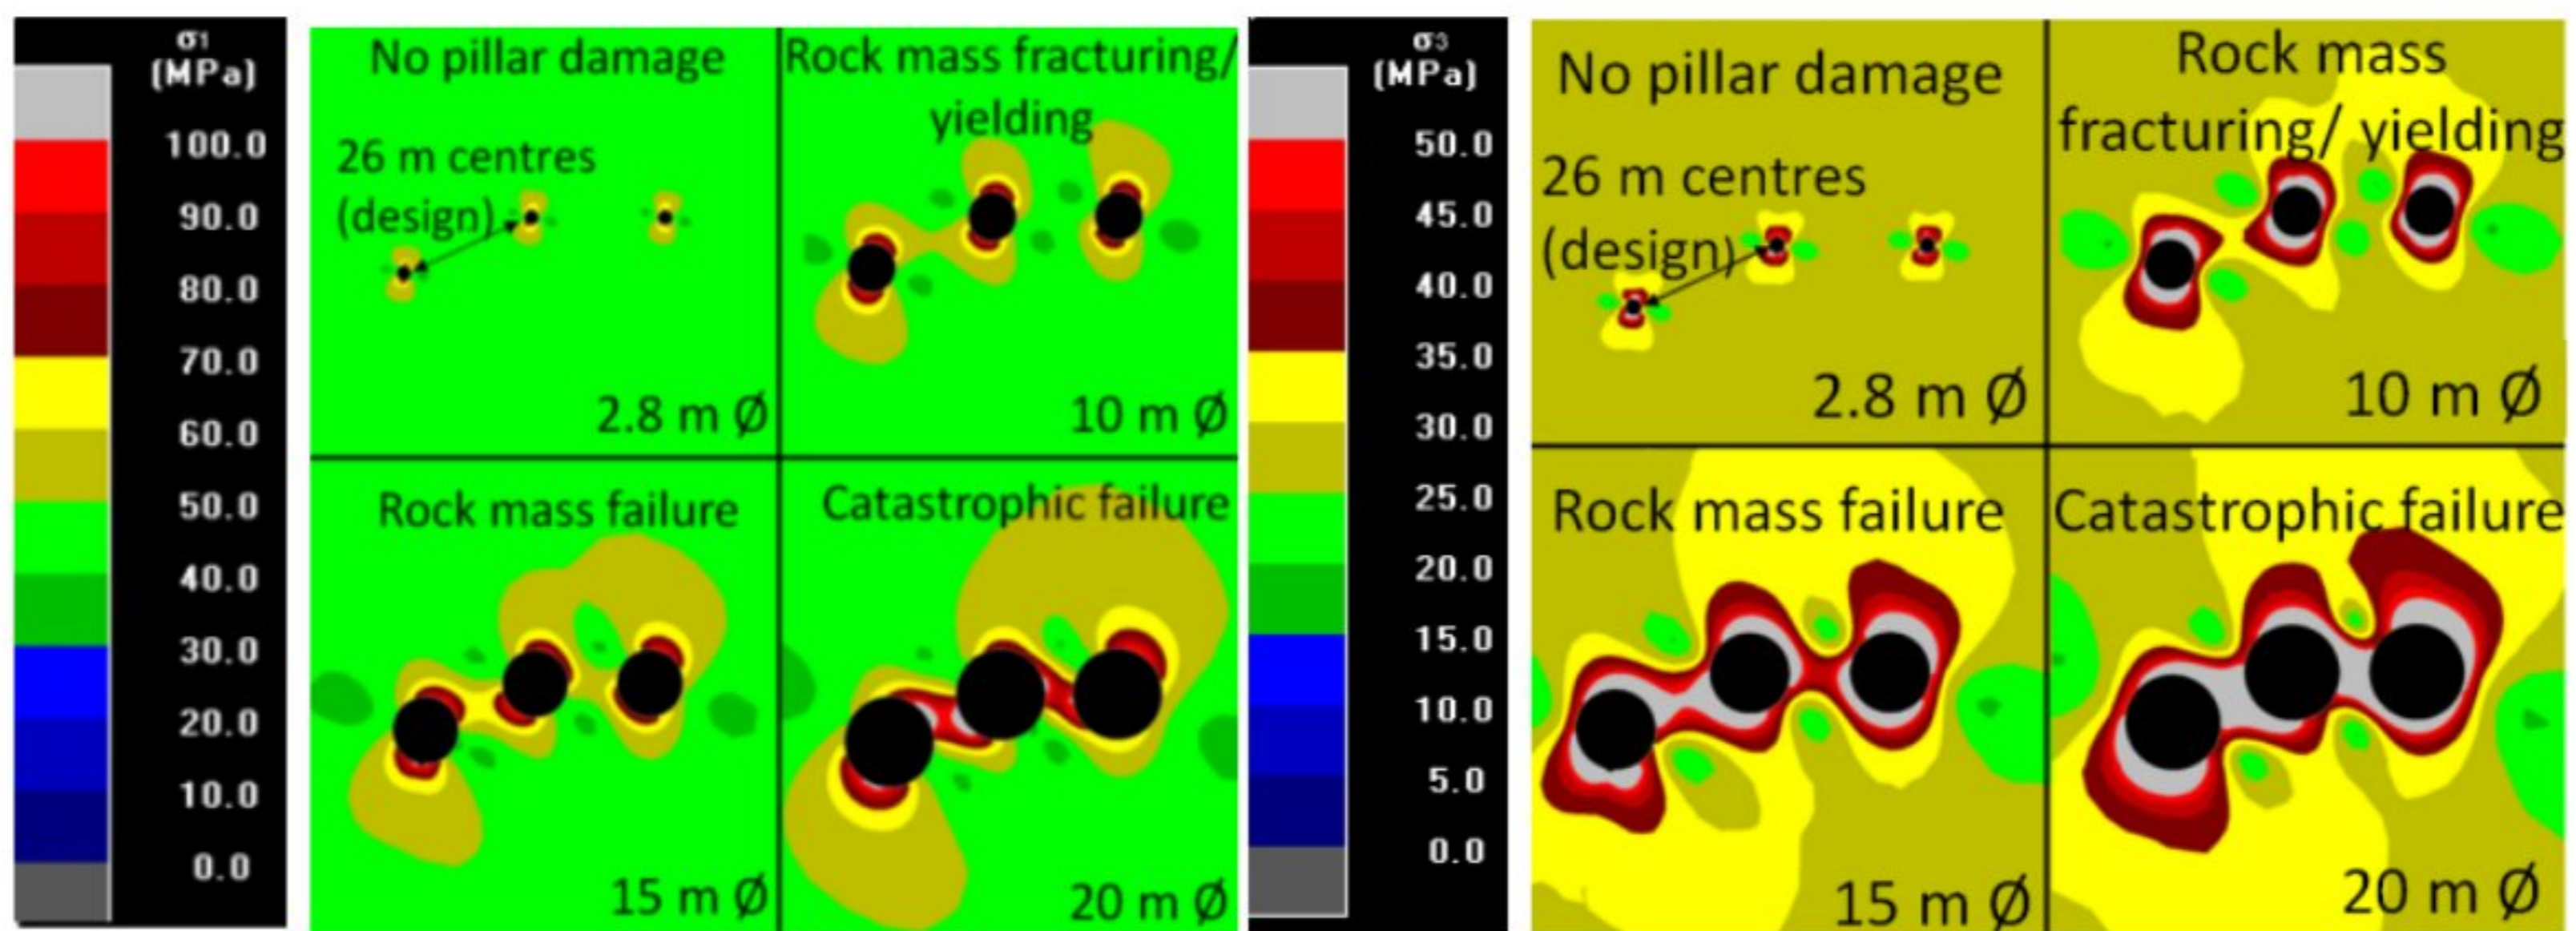 σ1
(MPa)
100.0
90.0
80.0
70.0
60.0
50.0
40.0
30.0
20.0
10.0
0.0
No pillar damage
26 m centres
(design)
2.8 m Ø
Rock mass fracturing/
yielding
10 m Ø
Rock mass failure
15 m Ø
Catastrophic failure
20 m Ø
σ3
(MPa)
50.0
45.0
40.0
35.0
30.0
25.0
20.0
15.0
10.0
5.0
0.0
No pillar damage
26 m centres
(design)
2.8 m Ø
Rock mass
fracturing/ yielding
10 m Ø
Rock mass failure
15 m Ø
Catastrophic failure
20 m Ø